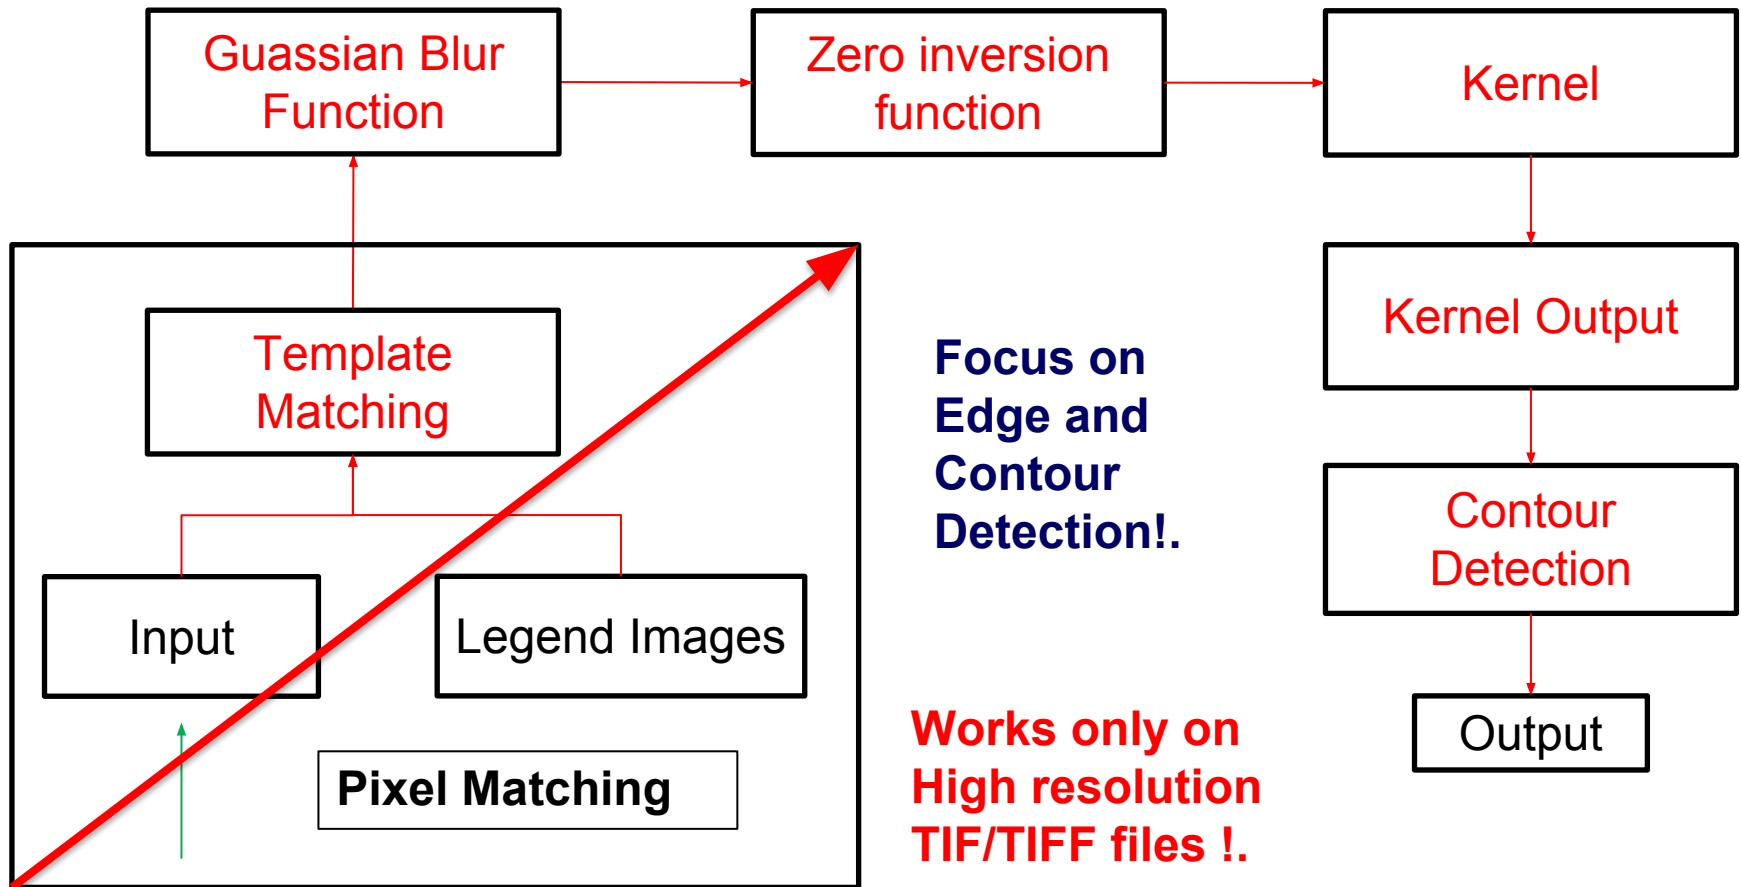 Guassian Blur
Function
Zero inversion
function
Kernel
Template
Matching
Focus on
Edge and
Contour
Detection!.
Kernel Output
Contour
Detection
Input
Legend Images
Pixel Matching
Works only on
High resolution
TIF/TIFF files !.
Output